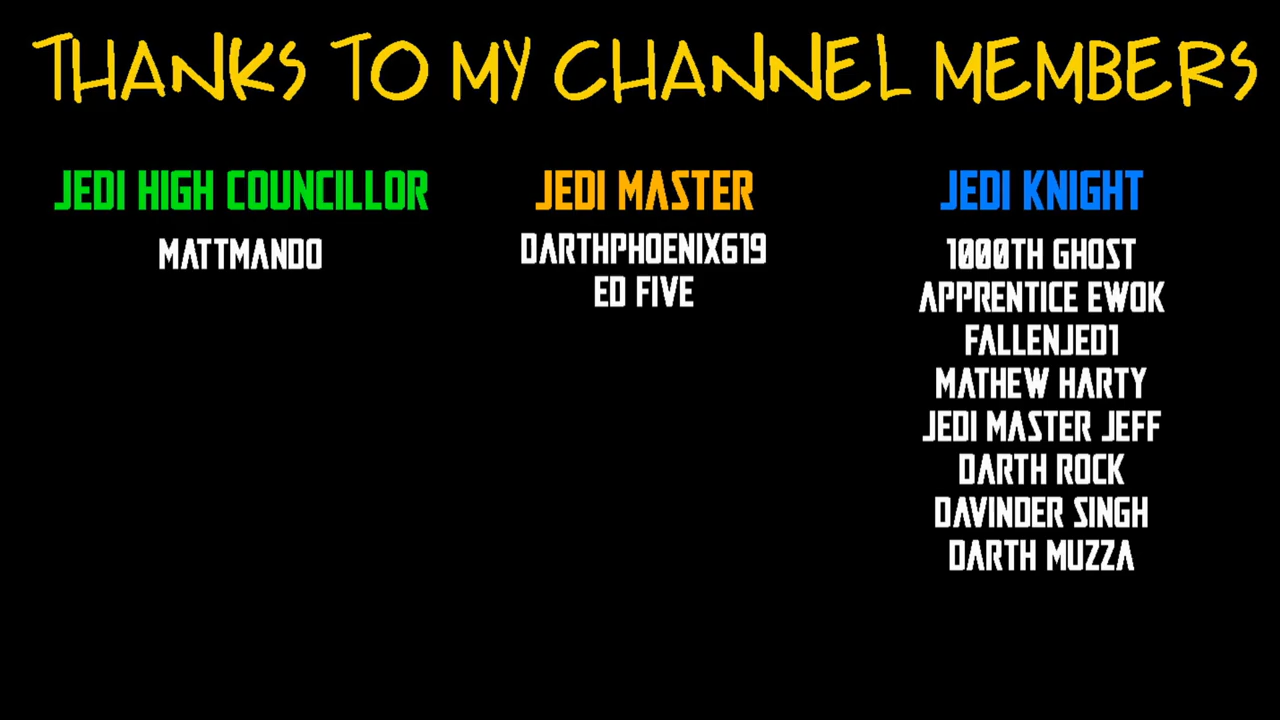 THANKS TO MY CHANNEL MEMBERS
JEDI HIGH COUNCILLOR
MATTMANDO
JEDI MASTER
DARTHPHOENIX619
ED FIVE
JEDI KNIGHT
1000TH GHOST
APPRENTICE EWOK
FALLENJED1
MATHEW HARTY
JEDI MASTER JEFF
DARTH ROCK
DAVINDER SINGH
DARTH MUZZA